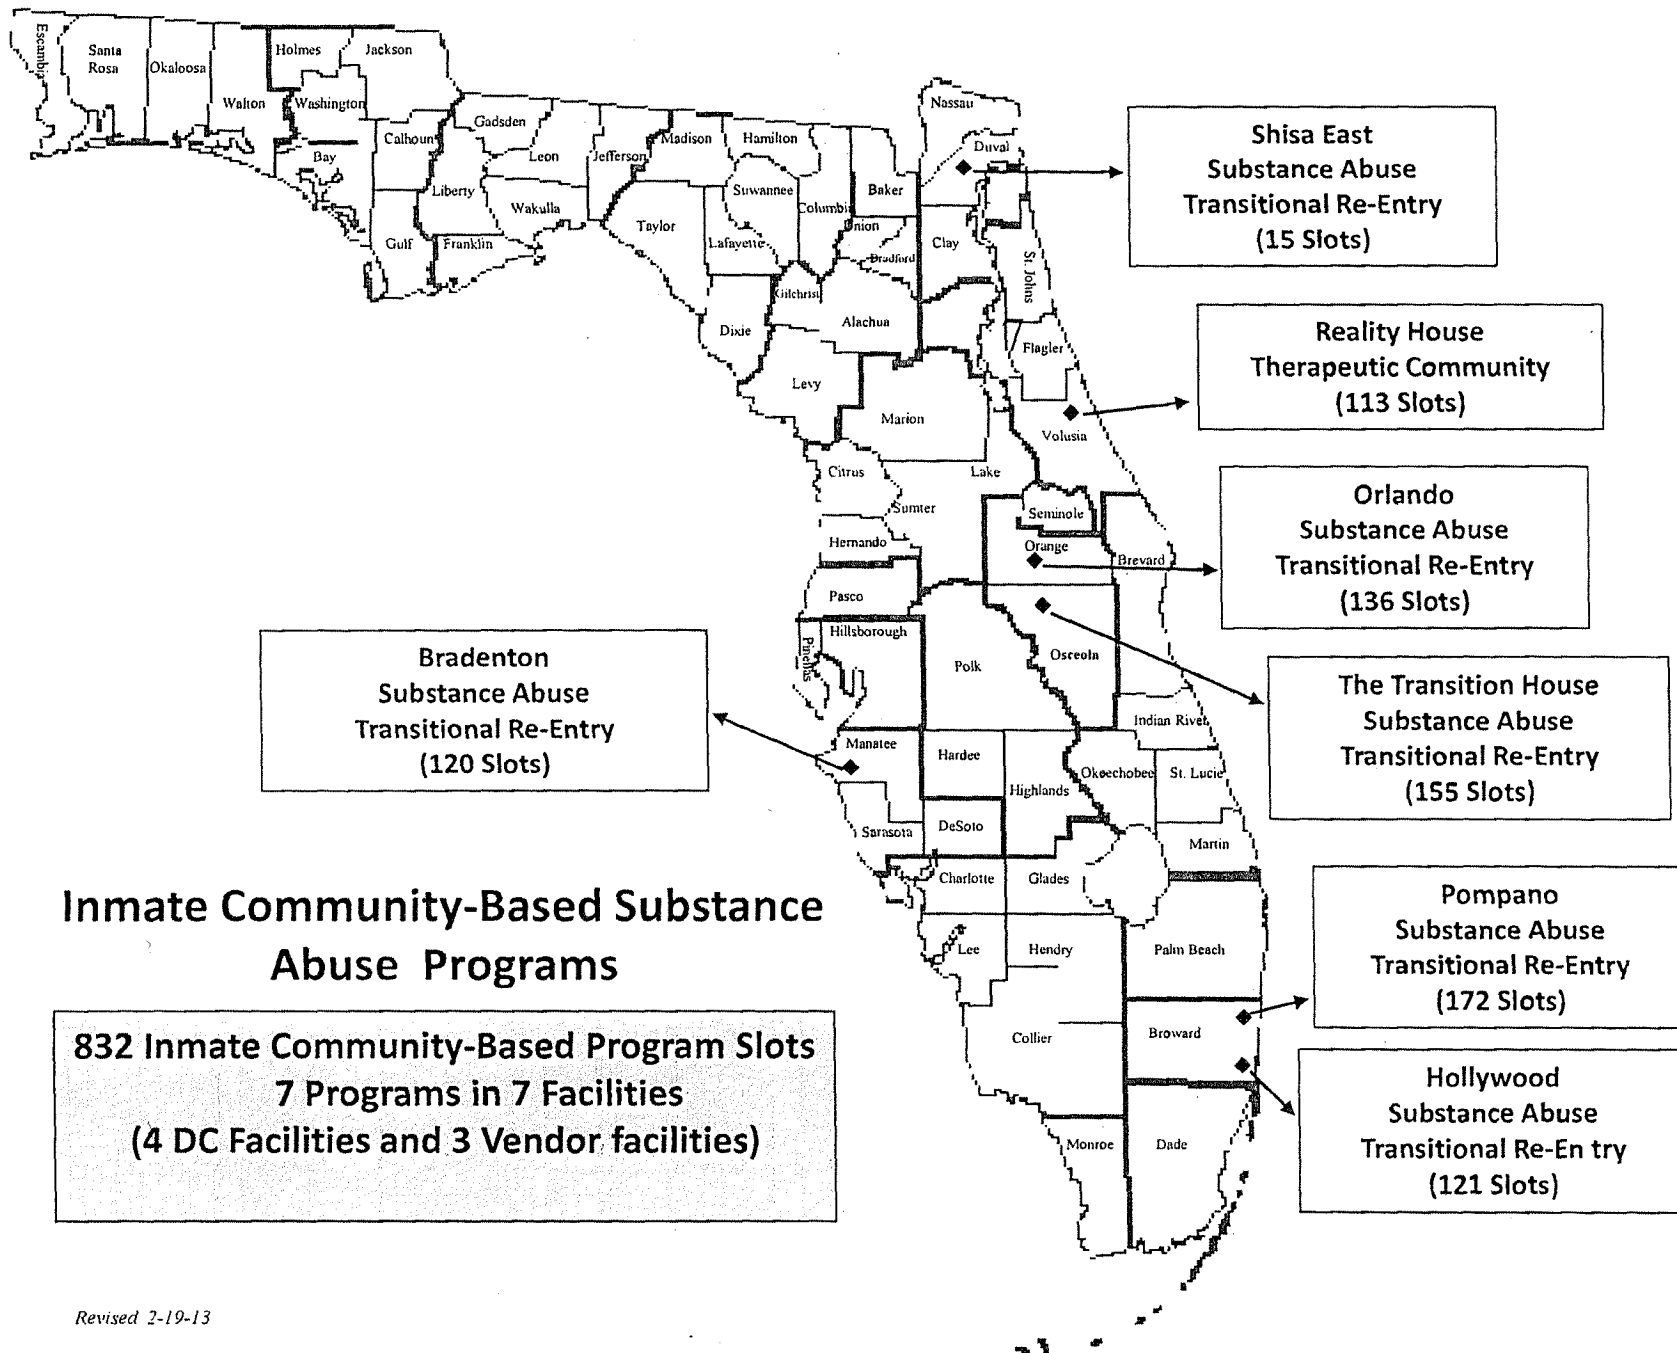 Escambia
Santa
Rosa
Okaloosa
Walton
Holmes
Jackson
Washington
Bay
Calhoun
Gulf
Liberty
Gadsden
Franklin
Leon
Wakulla
Jefferson
Madison
Taylor
Hamilton
Suwannee
Lafayette
Columbia
Dixie
Gilchrist
Baker
Union
Bradford
Alachua
Levy
Nassau
Duval
Clay
St. Johns
Flagler
Marion
Volusia
Citrus
Lake
Sumter
Seminole
Hernando
Orange
Brevard
Pasco
Hillsborough
Pinellas
Polk
Osceola
Indian River
Manatee
Hardee
Okeechobee
St. Lucie
Highlands
Sarasota
DeSoto
Martin
Charlotte
Glades
Lee
Hendry
Palm Beach
Collier
Broward
Monroe
Dade
Shisa East
Substance Abuse
Transitional Re-Entry
(15 Slots)
Reality House
Therapeutic Community
(113 Slots)
Orlando
Substance Abuse
Transitional Re-Entry
(136 Slots)
The Transition House
Substance Abuse
Transitional Re-Entry
(155 Slots)
Bradenton
Substance Abuse
Transitional Re-Entry
(120 Slots)
Pompano
Substance Abuse
Transitional Re-Entry
(172 Slots)
Hollywood
Substance Abuse
Transitional Re-En try
(121 Slots)
Inmate Community-Based Substance
Abuse Programs
832 Inmate Community-Based Program Slots
7 Programs in 7 Facilities
(4 DC Facilities and 3 Vendor facilities)
Revised 2-19-13